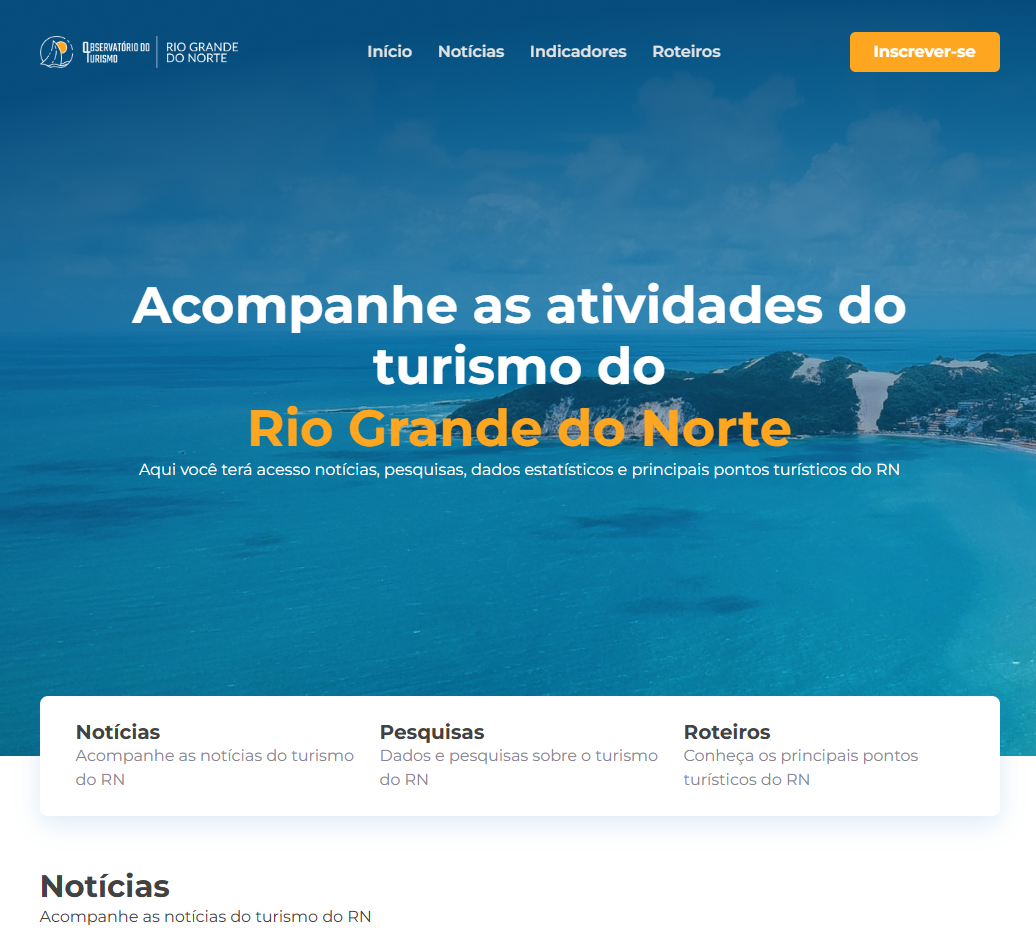 OBSERVATÓRIO DO
TURISMO
RIO GRANDE
DO NORTE
Início Notícias Indicadores Roteiros
Inscrever-se
Acompanhe as atividades do
turismo do
Rio Grande do Norte
Aqui você terá acesso notícias, pesquisas, dados estatísticos e principais pontos turísticos do RN
Notícias
Acompanhe as notícias do turismo
do RN
Pesquisas
Dados e pesquisas sobre o turismo
do RN
Roteiros
Conheça os principais pontos
turísticos do RN
Notícias
Acompanhe as notícias do turismo do RN